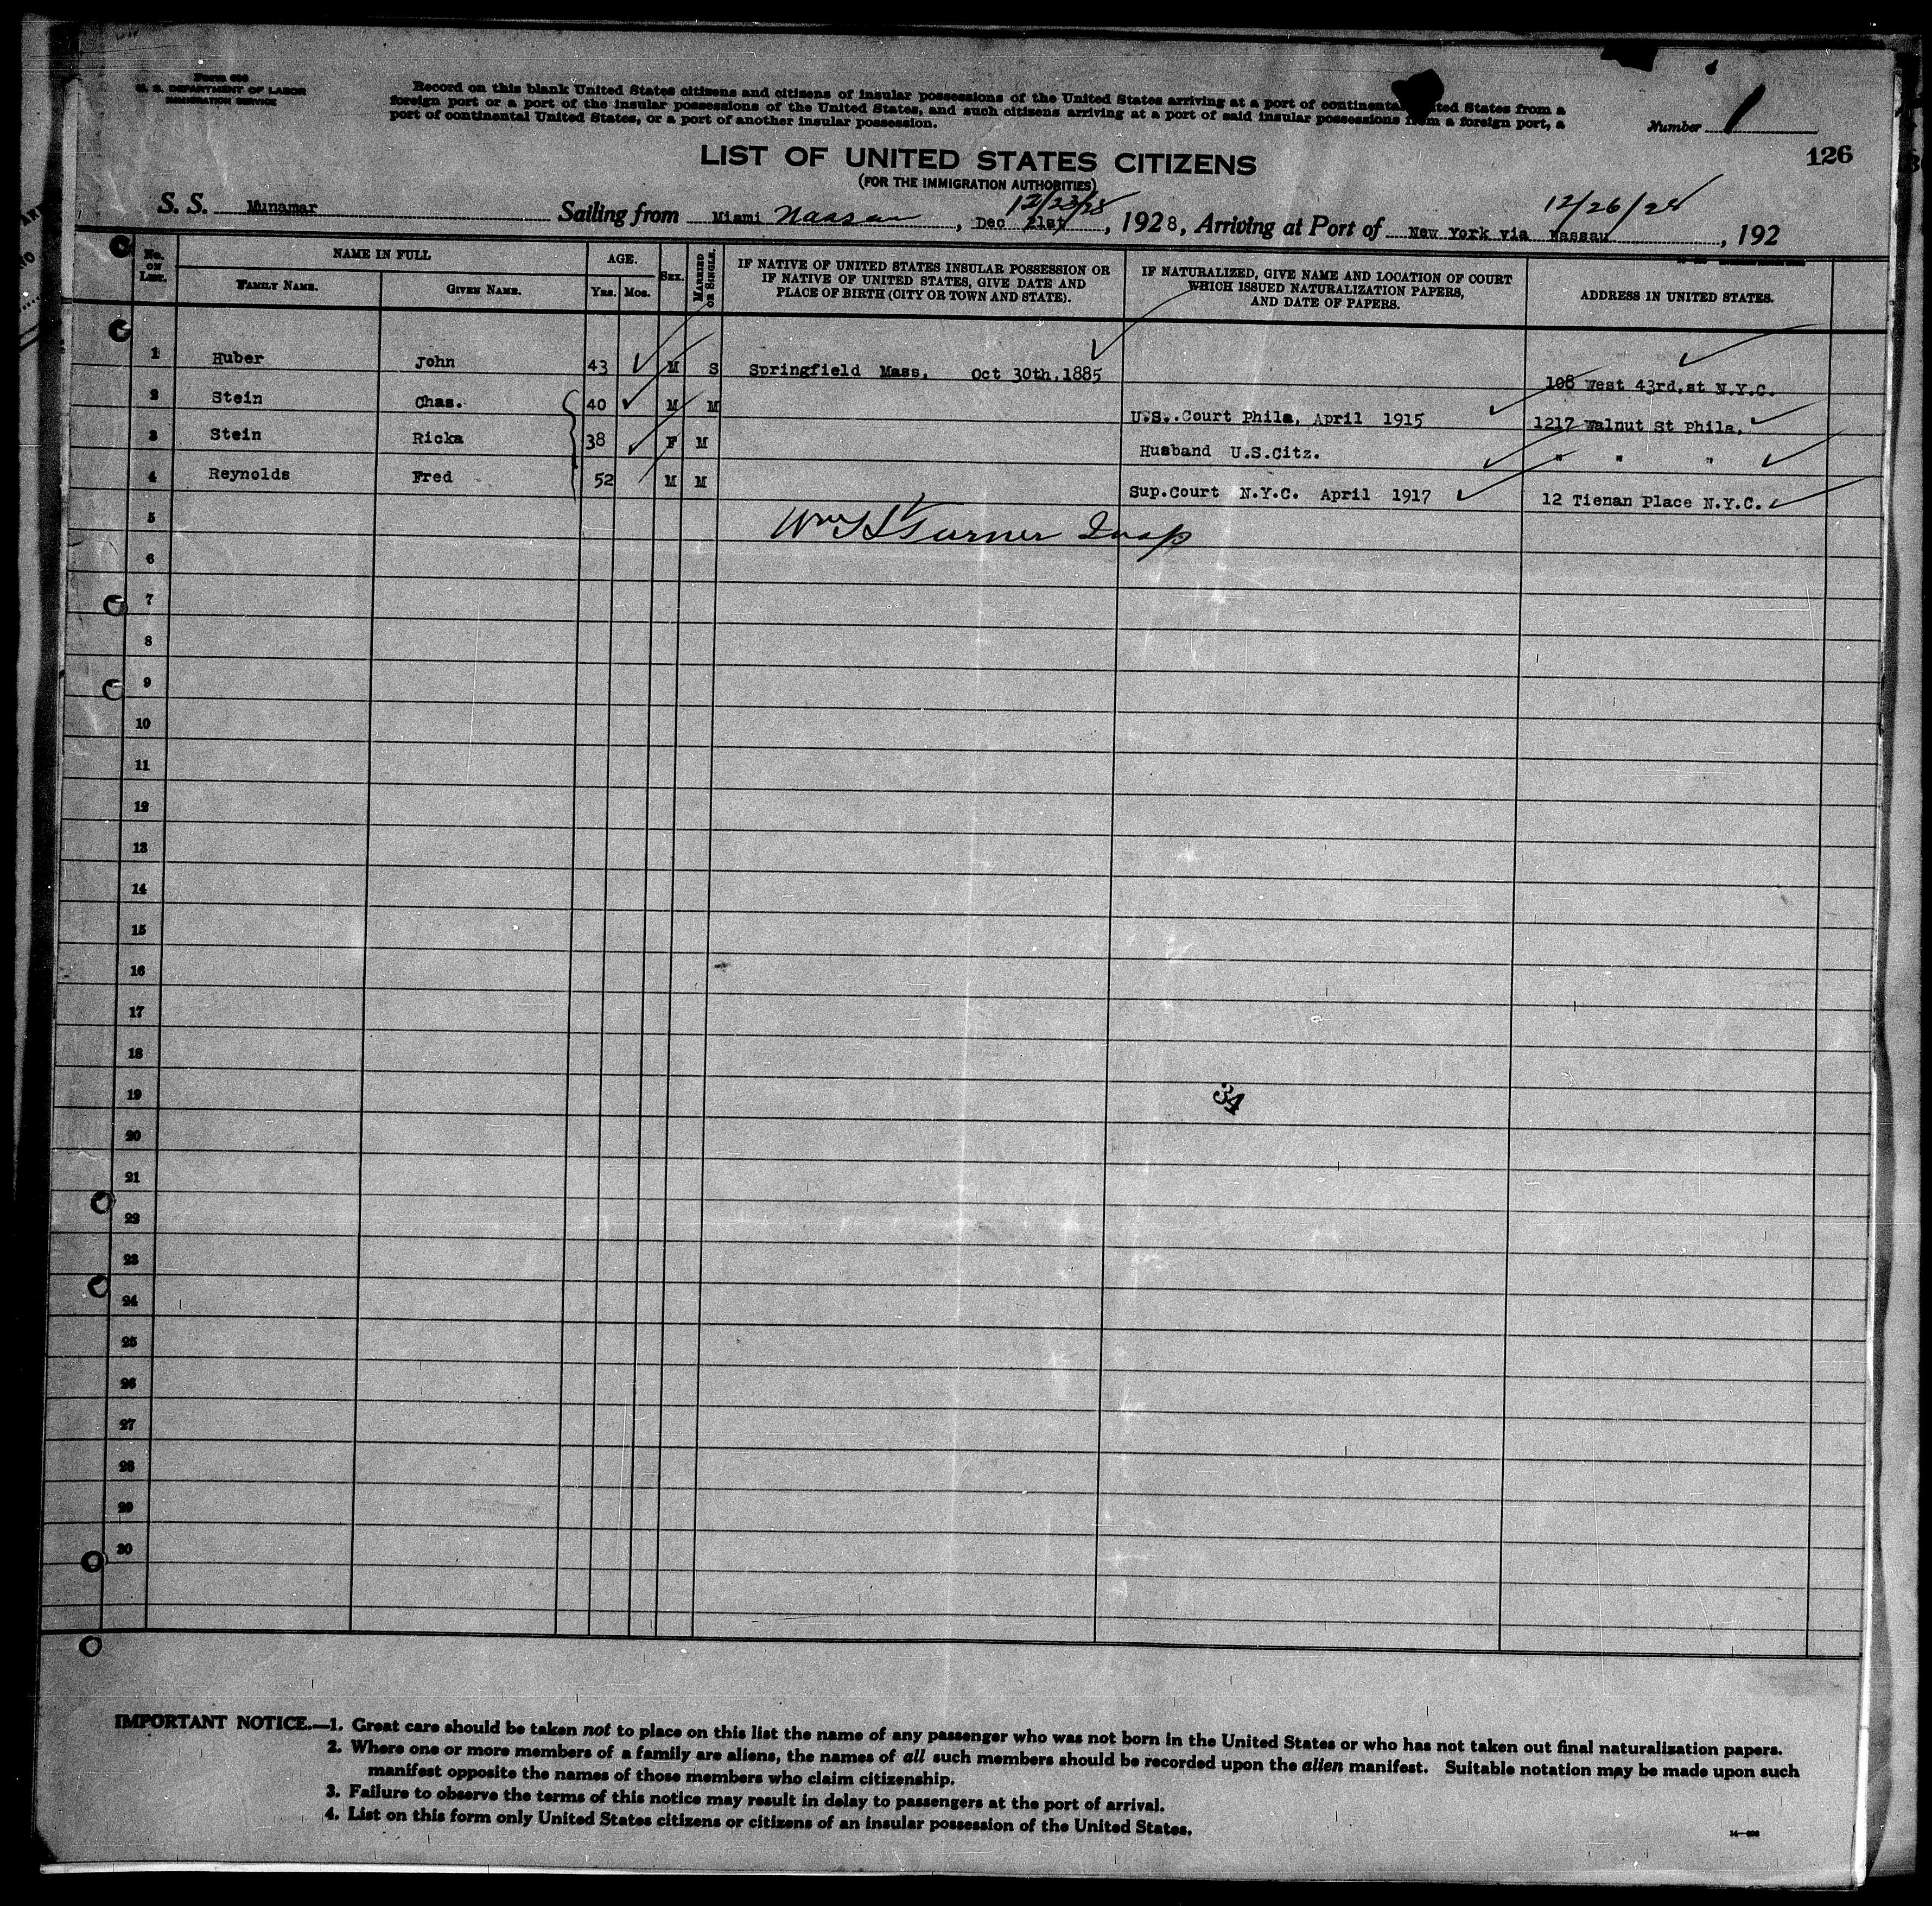 Form 630
U. S. DEPARTMENT OF LABOR
IMMIGRATION SERVICE
Record on this blank United States citizens and citizens of insular possessions of the United States arriving at a port of continental United States from a
foreign port or a port of the insular possessions of the United States, and such citizens arriving at a port of said insular possessions from a foreign port, a
port of continental United States, or a port of another insular possession.
Number 1
126
LIST OF UNITED STATES CITIZENS
(FOR THE IMMIGRATION AUTHORITIES)
12/23/28
12/26/28
S. S. Munamar Sailing from Miami Nassau, Dec 21st, 1928, Arriving at Port of New York via Nassau, 192
No. ON LIST. NAME IN FULL AGE. SEX. MARRIED OR SINGLE. IF NATIVE OF UNITED STATES INSULAR POSSESSION OR IF NATIVE OF UNITED STATES, GIVE DATE AND PLACE OF BIRTH (CITY OR TOWN AND STATE). IF NATURALIZED, GIVE NAME AND LOCATION OF COURT WHICH ISSUED NATURALIZATION PAPERS, AND DATE OF PAPERS. ADDRESS IN UNITED STATES.
FAMILY NAME. GIVEN NAME. YRS. MOS.
1 Huber John 43 M S Springfield Mass. Oct 30th.1885 108 West 43rd.st N.Y.C.
2 Stein Chas. 40 M M U.S. Court Phila, April 1915 1217 Walnut St Phila.
3 Stein Ricka 38 F M Husband U.S.Citz. " " "
4 Reynolds Fred 52 M M Sup.Court N.Y.C. April 1917 12 Tienan Place N.Y.C.
5
Turner Insp
6
7
8
9
10
11
12
13
14
15
16
17
18
19
34
20
21
22
23
24
25
26
27
28
29
30
IMPORTANT NOTICE.—1. Great care should be taken not to place on this list the name of any passenger who was not born in the United States or who has not taken out final naturalization papers.
2. Where one or more members of a family are aliens, the names of all such members should be recorded upon the alien manifest. Suitable notation may be made upon such
manifest opposite the names of those members who claim citizenship.
3. Failure to observe the terms of this notice may result in delay to passengers at the port of arrival.
4. List on this form only United States citizens or citizens of an insular possession of the United States.